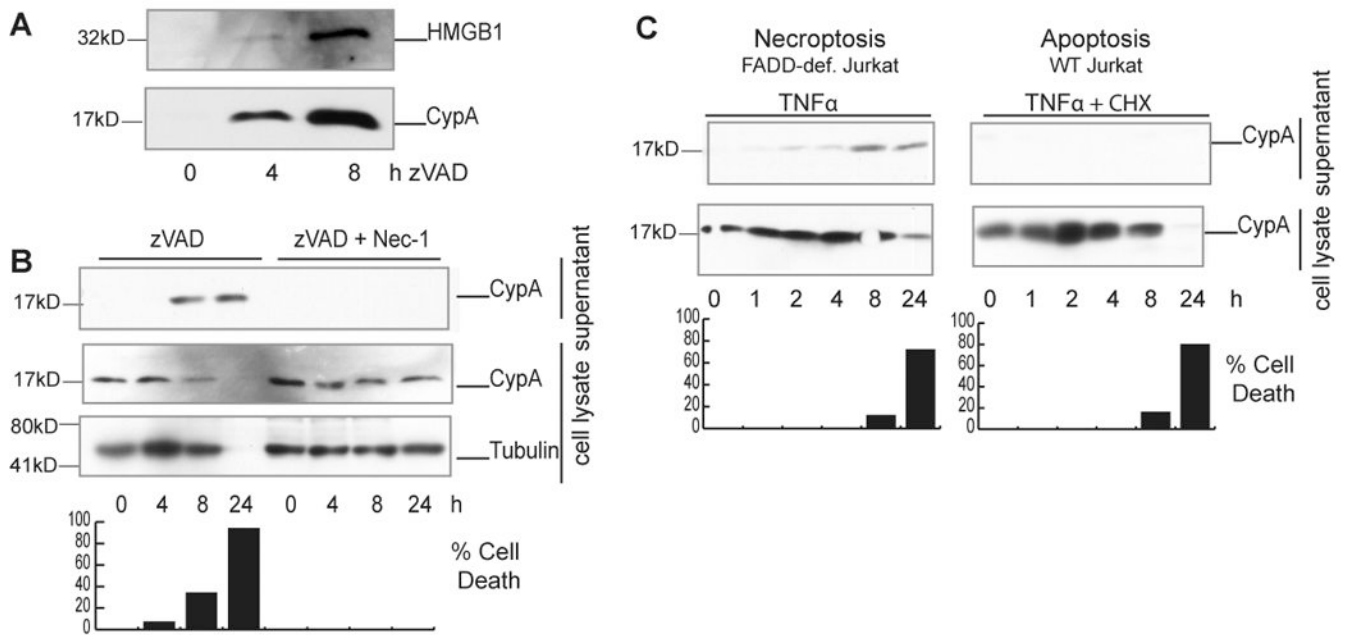 A
32kD
HMGB1
17kD
CypA
0 4 8 h zVAD
B
zVAD zVAD + Nec-1
17kD
CypA
supernatant
17kD
CypA
80kD
41kD
Tubulin
cell lysate
0 4 8 24 0 4 8 24 h
100
80
60
40
20
0
% Cell
Death
C
Necroptosis
FADD-def. Jurkat
TNFα
Apoptosis
WT Jurkat
TNFα + CHX
17kD
CypA
supernatant
17kD
CypA
cell lysate
0 1 2 4 8 24 0 1 2 4 8 24 h
100
80
60
40
20
0
100
80
60
40
20
0
% Cell
Death